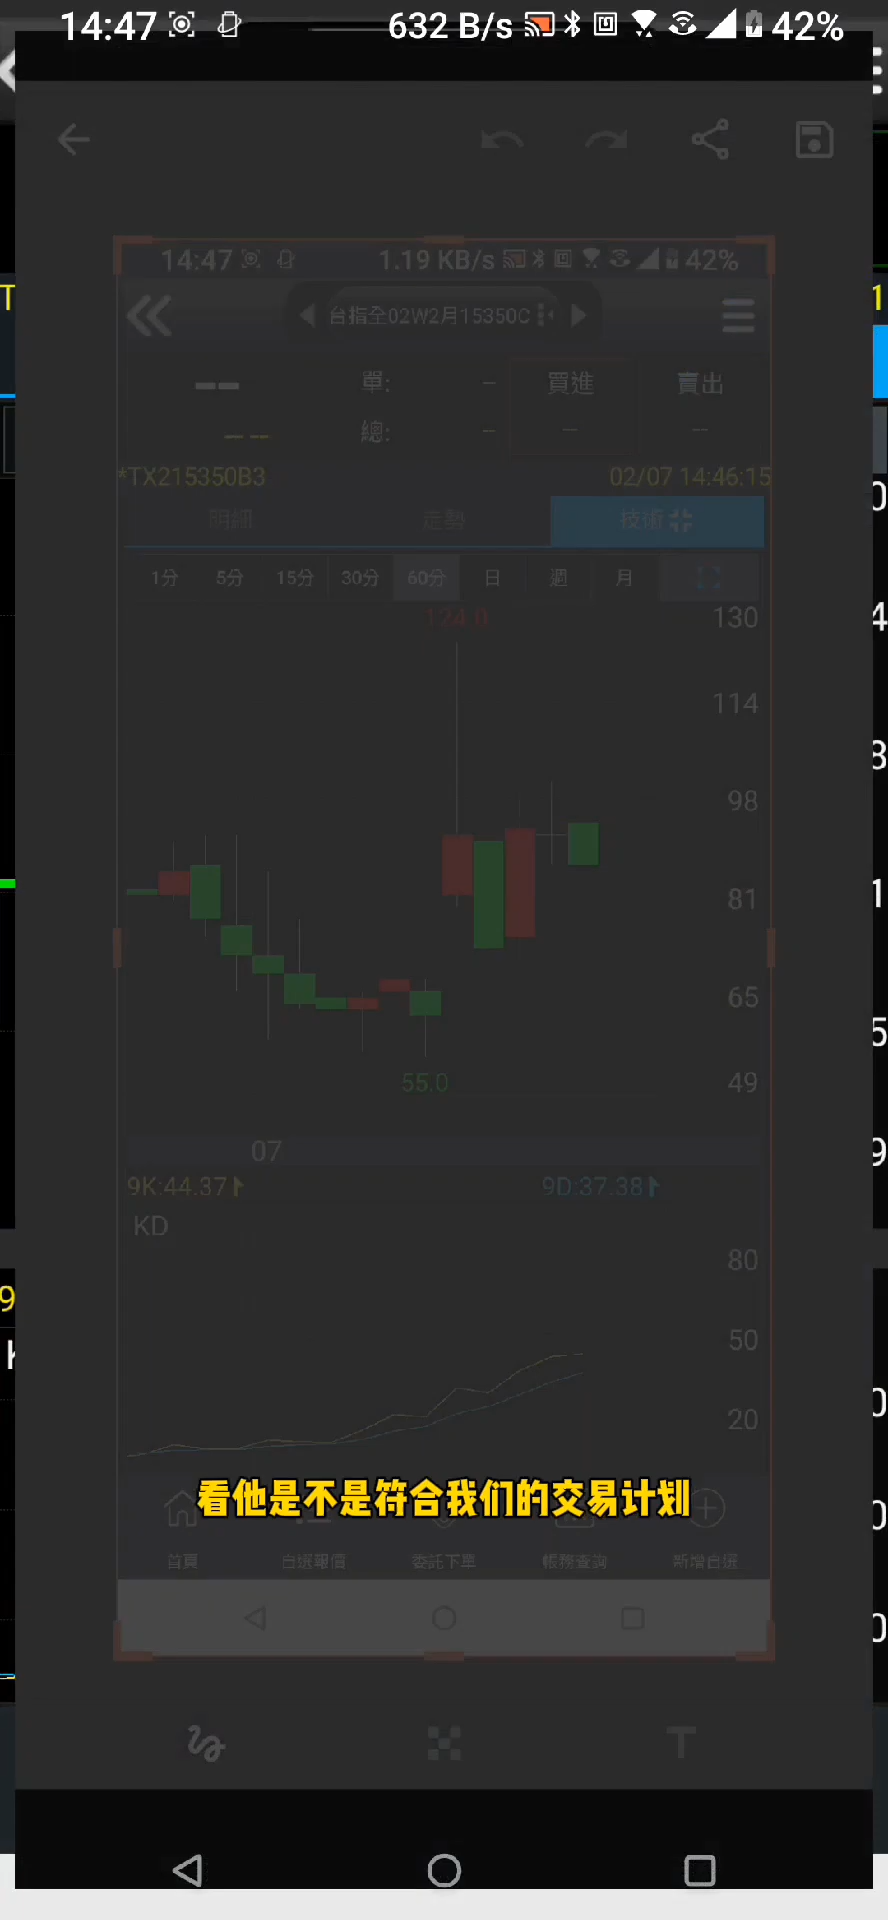 14:47 632 B/s 42%
14:47 1.19 KB/s 42%
台指全02W2月15350C
-- 單: – 買進 賣出
-- -- 總: – -- --
*TX215350B3 02/07 14:46:15
明細 走勢 技術
1分 5分 15分 30分 60分 日 週 月
124.0 130
114
98
81
65
55.0 49
07
9K:44.37 9D:37.38
KD
80
50
20
看他是不是符合我们的交易计划
首頁 自選報價 委託下單 帳務查詢 新增自選
T